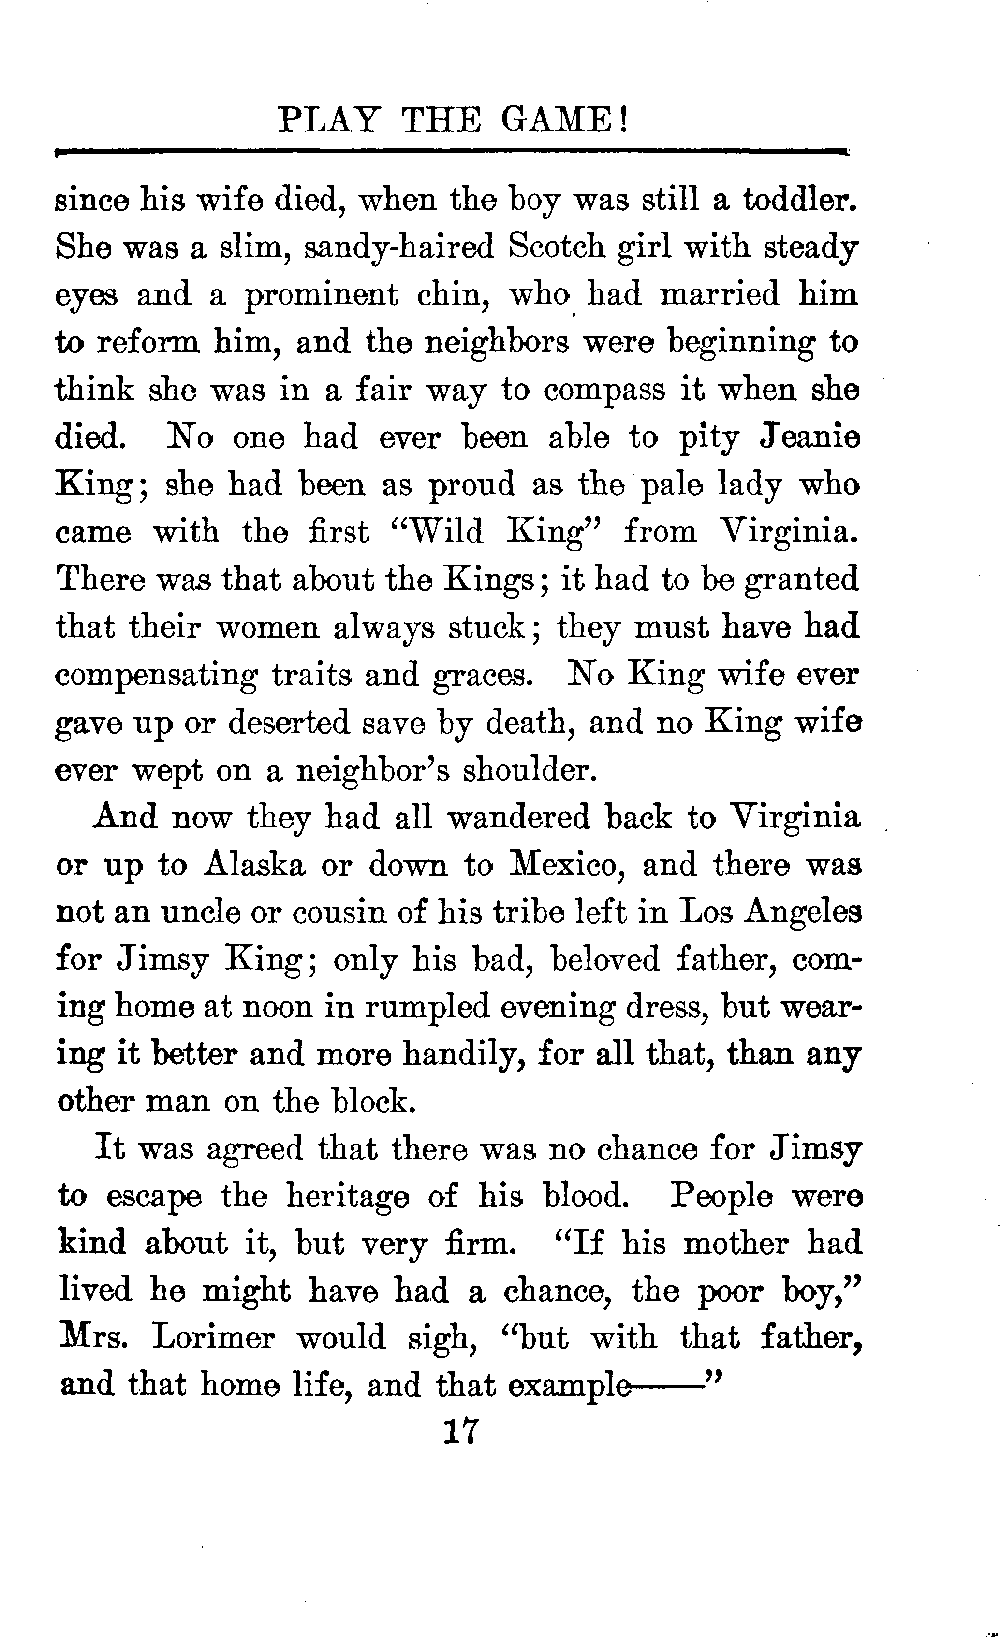 PLAY THE GAME!
since his wife died, when the boy was still a toddler.
She was a slim, sandy-haired Scotch girl with steady
eyes and a prominent chin, who had married him
to reform him, and the neighbors were beginning to
think she was in a fair way to compass it when she
died. No one had ever been able to pity Jeanie
King; she had been as proud as the pale lady who
came with the first “Wild King” from Virginia.
There was that about the Kings; it had to be granted
that their women always stuck; they must have had
compensating traits and graces. No King wife ever
gave up or deserted save by death, and no King wife
ever wept on a neighbor’s shoulder.
And now they had all wandered back to Virginia
or up to Alaska or down to Mexico, and there was
not an uncle or cousin of his tribe left in Los Angeles
for Jimsy King; only his bad, beloved father, com-
ing home at noon in rumpled evening dress, but wear-
ing it better and more handily, for all that, than any
other man on the block.
It was agreed that there was no chance for Jimsy
to escape the heritage of his blood. People were
kind about it, but very firm. “If his mother had
lived he might have had a chance, the poor boy,”
Mrs. Lorimer would sigh, “but with that father,
and that home life, and that example——”
17